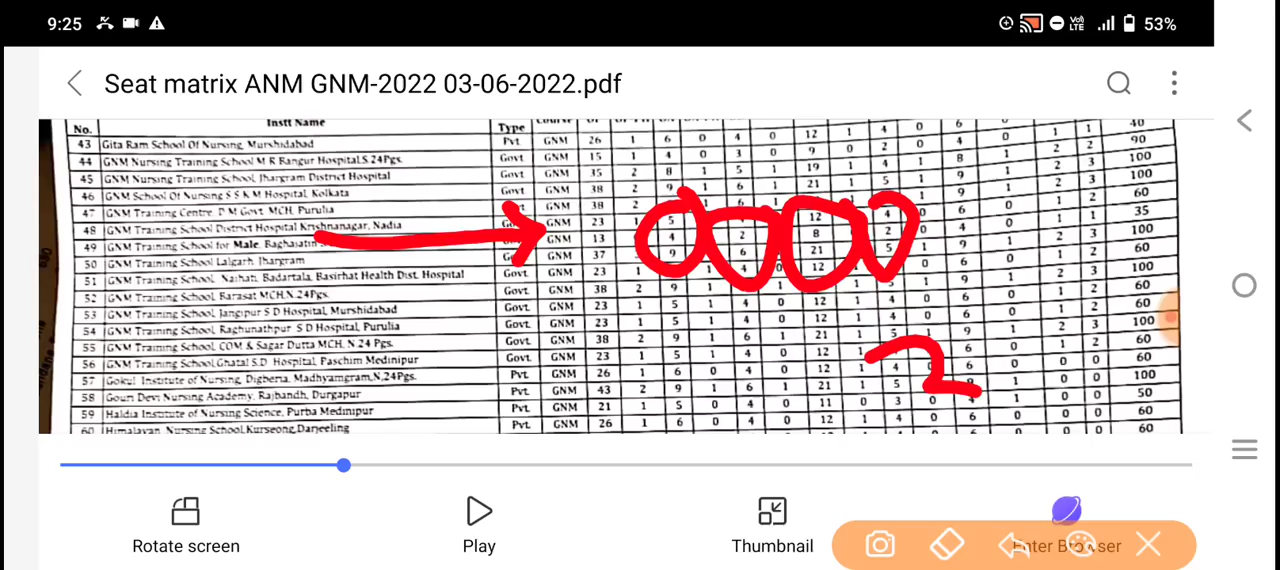 9:25 VoI) LTE 53%
Seat matrix ANM GNM-2022 03-06-2022.pdf
No. Instt Name Type
43 Gita Ram School Of Nursing, Murshidabad Pvt GNM 26 1 6 0 4 0 12 1 4 0 6
44 GNM Nursing Training School M R Bangur Hospital,S.24Pgs. Govt GNM 15 1 4 0 3 0 9 0 2 0 4 0 1 1 40
45 GNM Nursing Training School, Jhargram District Hospital Govt GNM 35 2 8 1 5 1 19 1 4 1 8 1 2 2 90
46 GNM School Of Nursing S S K M Hospital, Kolkata Govt GNM 38 2 9 1 6 1 21 1 5 1 9 1 2 3 100
47 GNM Training Centre, D M Govt. MCH, Purulia GNM 38 2 6 1 9 1 2 3 100
48 GNM Training School District Hospital Krishnanagar, Nadia GNM 23 1 5 12 4 0 6 0 1 2 60
49 GNM Training School for Male, GNM 13 4 2 8 2 0 4 0 1 1 35
50 GNM Training School Lalgarh, Jhargram GNM 37 9 6 21 5 1 9 1 2 3 100
51 GNM Training School, Naihati, Badartala, Basirhat Health Dist. Hospital Govt. GNM 23 1 1 4 0 12 0 6 0 1 2 60
52 GNM Training School, Barasat MCH,N.24Pgs. Govt. GNM 38 2 9 1 1 5 1 9 1 2 3 100
53 GNM Training School, Jangipur S D Hospital, Murshidabad Govt. GNM 23 1 5 1 4 0 12 1 4 0 6 0 1 2 60
54 GNM Training School, Raghunathpur S D Hospital, Purulia Govt. GNM 23 1 5 1 4 0 12 1 4 0 6 0 1 2 60
55 GNM Training School, COM & Sagar Dutta MCH, N.24 Pgs. Govt. GNM 38 2 9 1 6 1 21 1 5 1 9 1 2 3 100
56 GNM Training School,Ghatal S.D Hospital, Paschim Medinipur Govt. GNM 23 1 5 1 4 0 12 1 6 0 1 2 60
57 Gokul Institute of Nursing, Digberia, Madhyamgram,N.24Pgs. Pvt. GNM 26 1 6 0 4 0 12 1 4 6 0 0 0 60
58 Gouri Devi Nursing Academy, Rajbandh, Durgapur Pvt. GNM 43 2 9 1 6 1 21 1 5 1 0 0 100
59 Haldia Institute of Nursing Science, Purba Medinipur Pvt. GNM 21 1 5 0 4 0 11 0 3 0 4 0 0 50
60 Himalayan Nursing School,Kurseong,Darjeeling Pvt. GNM 26 1 6 0 4 0 12 1 4 0 6 0 0 0 60
2
Rotate screen Play Thumbnail Enter Browser